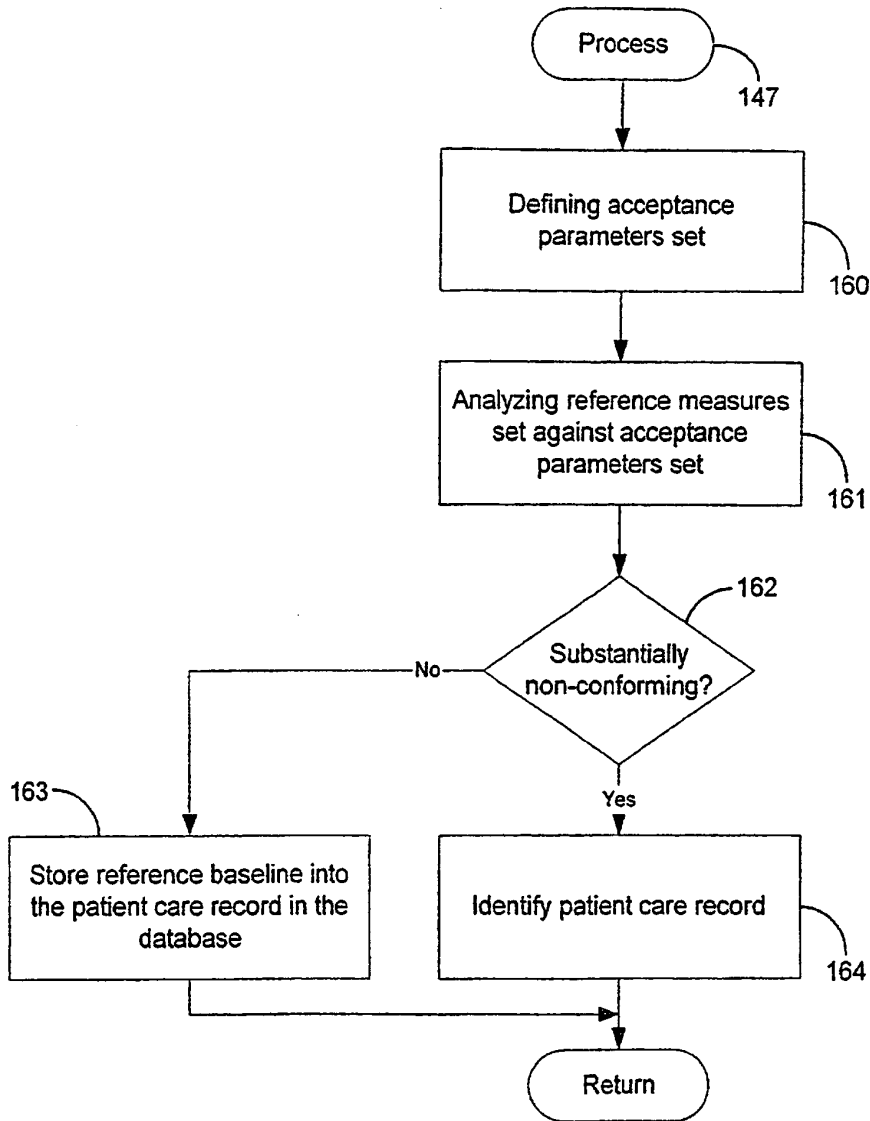 Process
147
Defining acceptance
parameters set
160
Analyzing reference measures
set against acceptance
parameters set
161
162
Substantially
non-conforming?
No
Yes
163
Store reference baseline into
the patient care record in the
database
Identify patient care record
164
Return